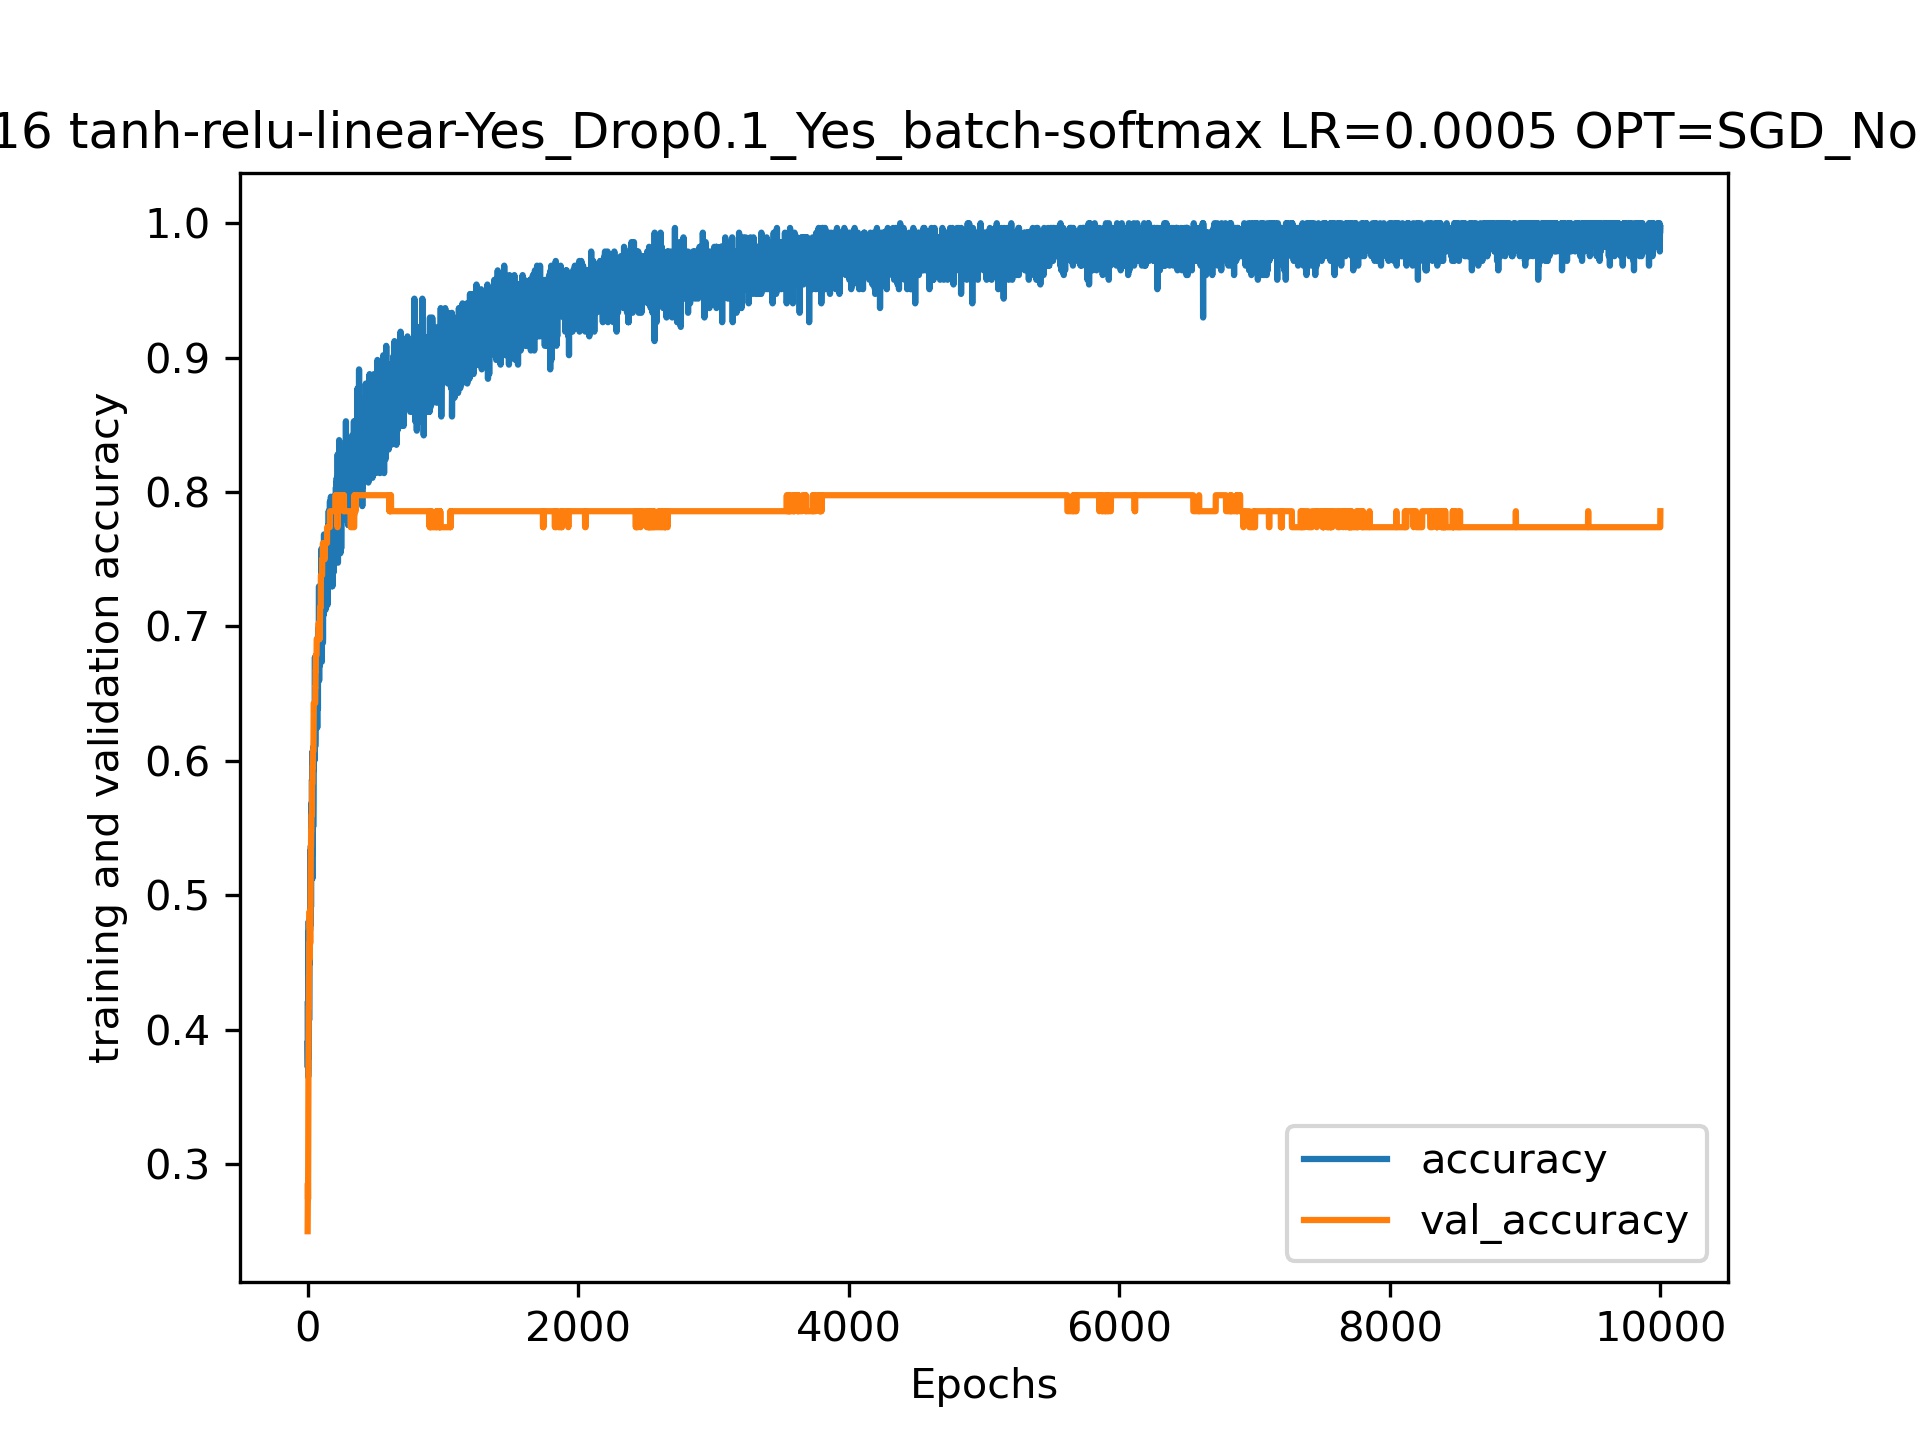 16 tanh-relu-linear-Yes_Drop0.1_Yes_batch-softmax LR=0.0005 OPT=SGD_No
training and validation accuracy
1.0
0.9
0.8
0.7
0.6
0.5
0.4
0.3
accuracy
val_accuracy
0 2000 4000 6000 8000 10000
Epochs